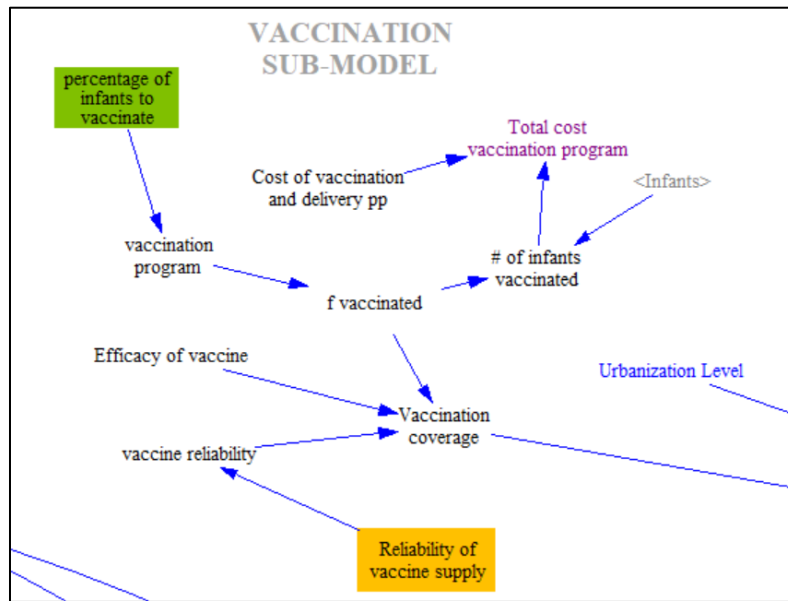 VACCINATION
SUB-MODEL
percentage of
infants to
vaccinate
Total cost
vaccination program
Cost of vaccination
and delivery pp
<Infants>
vaccination
program
# of infants
vaccinated
f vaccinated
Efficacy of vaccine
Urbanization Level
Vaccination
coverage
vaccine reliability
Reliability of
vaccine supply